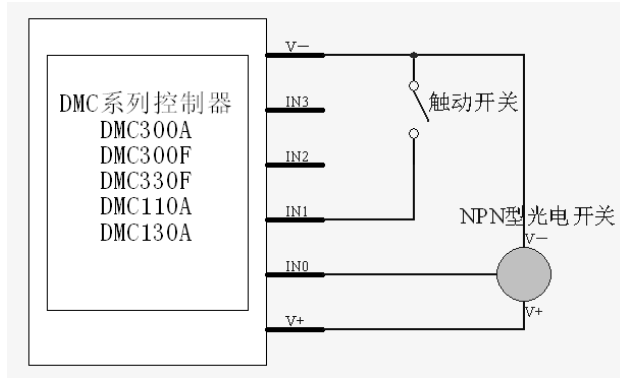 V—
DMC系列控制器
DMC300A
DMC300F
DMC330F
DMC110A
DMC130A
IN3
触动开关
IN2
IN1
NPN型光电开关
V—
IN0
V+
V+